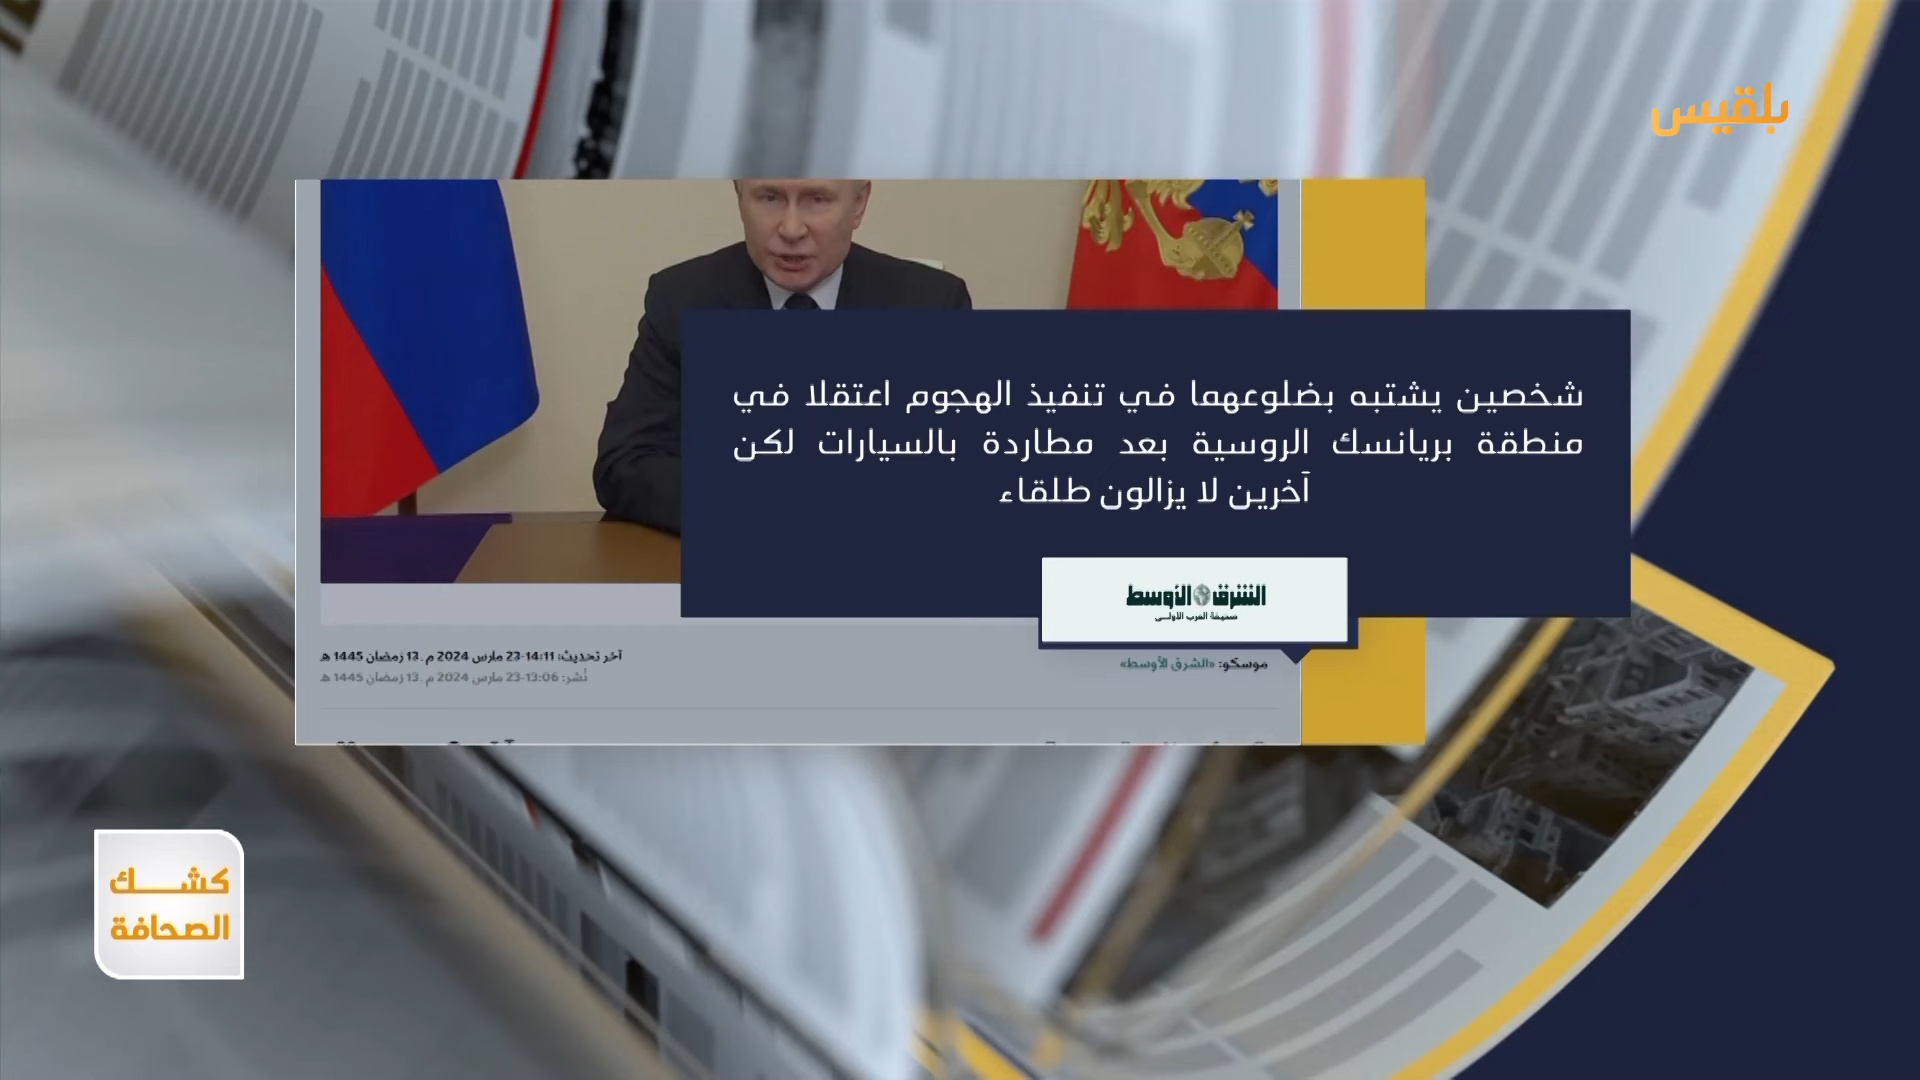 بلقيس
شخصين يشتبه بضلوعهما في تنفيذ الهجوم اعتقلا في
منطقة بريانسك الروسية بعد مطاردة بالسيارات لكن
آخرين لا يزالون طلقاء
الشرق الأوسط
صحيفة العرب الأولى
موسكو: «الشرق الأوسط»
آخر تحديث: 14:11-23 مارس 2024 م ـ 13 رَمضان 1445 هـ
نُشر: 13:06-23 مارس 2024 م ـ 13 رَمضان 1445 هـ
كشك
الصحافة